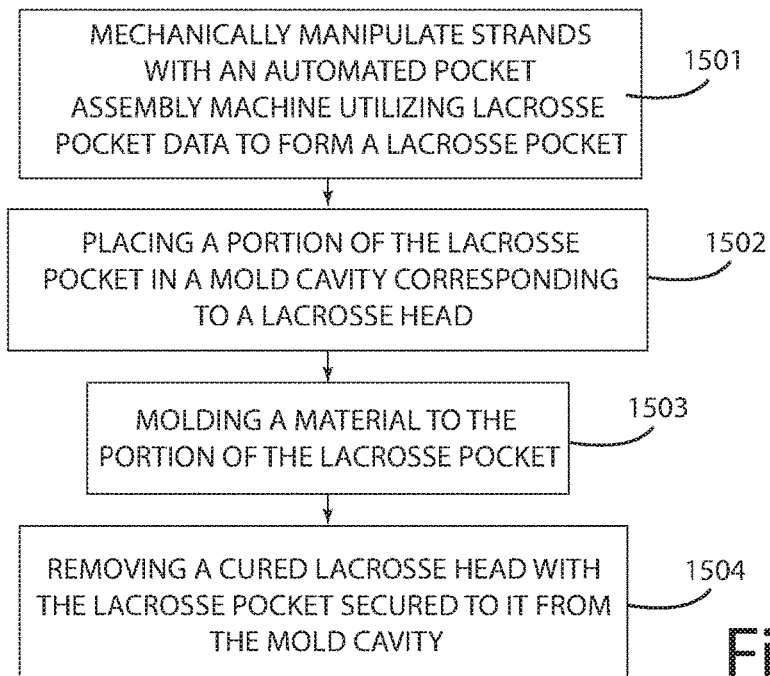 MECHANICALLY MANIPULATE STRANDS
WITH AN AUTOMATED POCKET
ASSEMBLY MACHINE UTILIZING LACROSSE
POCKET DATA TO FORM A LACROSSE POCKET
1501
PLACING A PORTION OF THE LACROSSE
POCKET IN A MOLD CAVITY CORRESPONDING
TO A LACROSSE HEAD
1502
MOLDING A MATERIAL TO THE
PORTION OF THE LACROSSE POCKET
1503
REMOVING A CURED LACROSSE HEAD WITH
THE LACROSSE POCKET SECURED TO IT FROM
THE MOLD CAVITY
1504